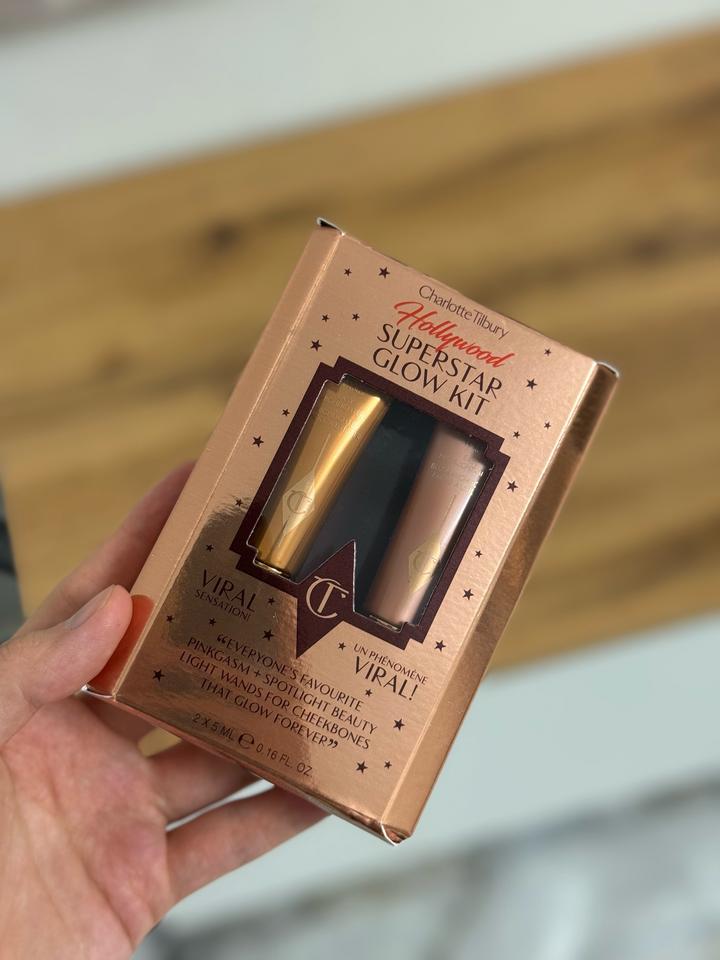 Charlotte Tilbury
Hollywood
SUPERSTAR
GLOW KIT
CT
VIRAL
SENSATION!
UN PHÉNOMÈNE
VIRAL!
“EVERYONE'S FAVOURITE
PINKGASM + SPOTLIGHT BEAUTY
LIGHT WANDS FOR CHEEKBONES
THAT GLOW FOREVER”
2 X 5 ML ℮ 0.16 FL. OZ.